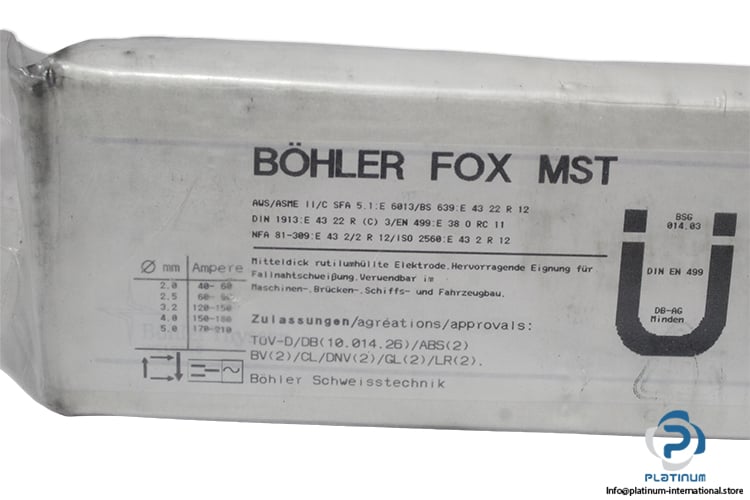 BÖHLER FOX MST
AWS/ASME II/C SFA 5.1:E 6013/BS 639:E 43 22 R 12
DIN 1913:E 43 22 R (C) 3/EN 499:E 38 0 RC 11
NFA 81-309:E 43 2/2 R 12/ISO 2560:E 43 2 R 12
Mitteldick rutilumhüllte Elektrode.Hervorragende Eignung für
Fallnahtschweißung.Verwendbar im
Maschinen-.Brücken-.Schiffs- und Fahrzeugbau.
Ø mm Ampere
2.0 40- 60
2.5 60-
3.2 120-150
4.0 150-180
5.0 170-210
Zulassungen/agréations/approvals:
TÜV-D/DB(10.014.26)/ABS(2)
BV(2)/CL/DNV(2)/GL(2)/LR(2).
Böhler Schweisstechnik
BSG
014.03
DIN EN 499
DB-AG
Minden
PLATINUM
Info@platinum-international.store